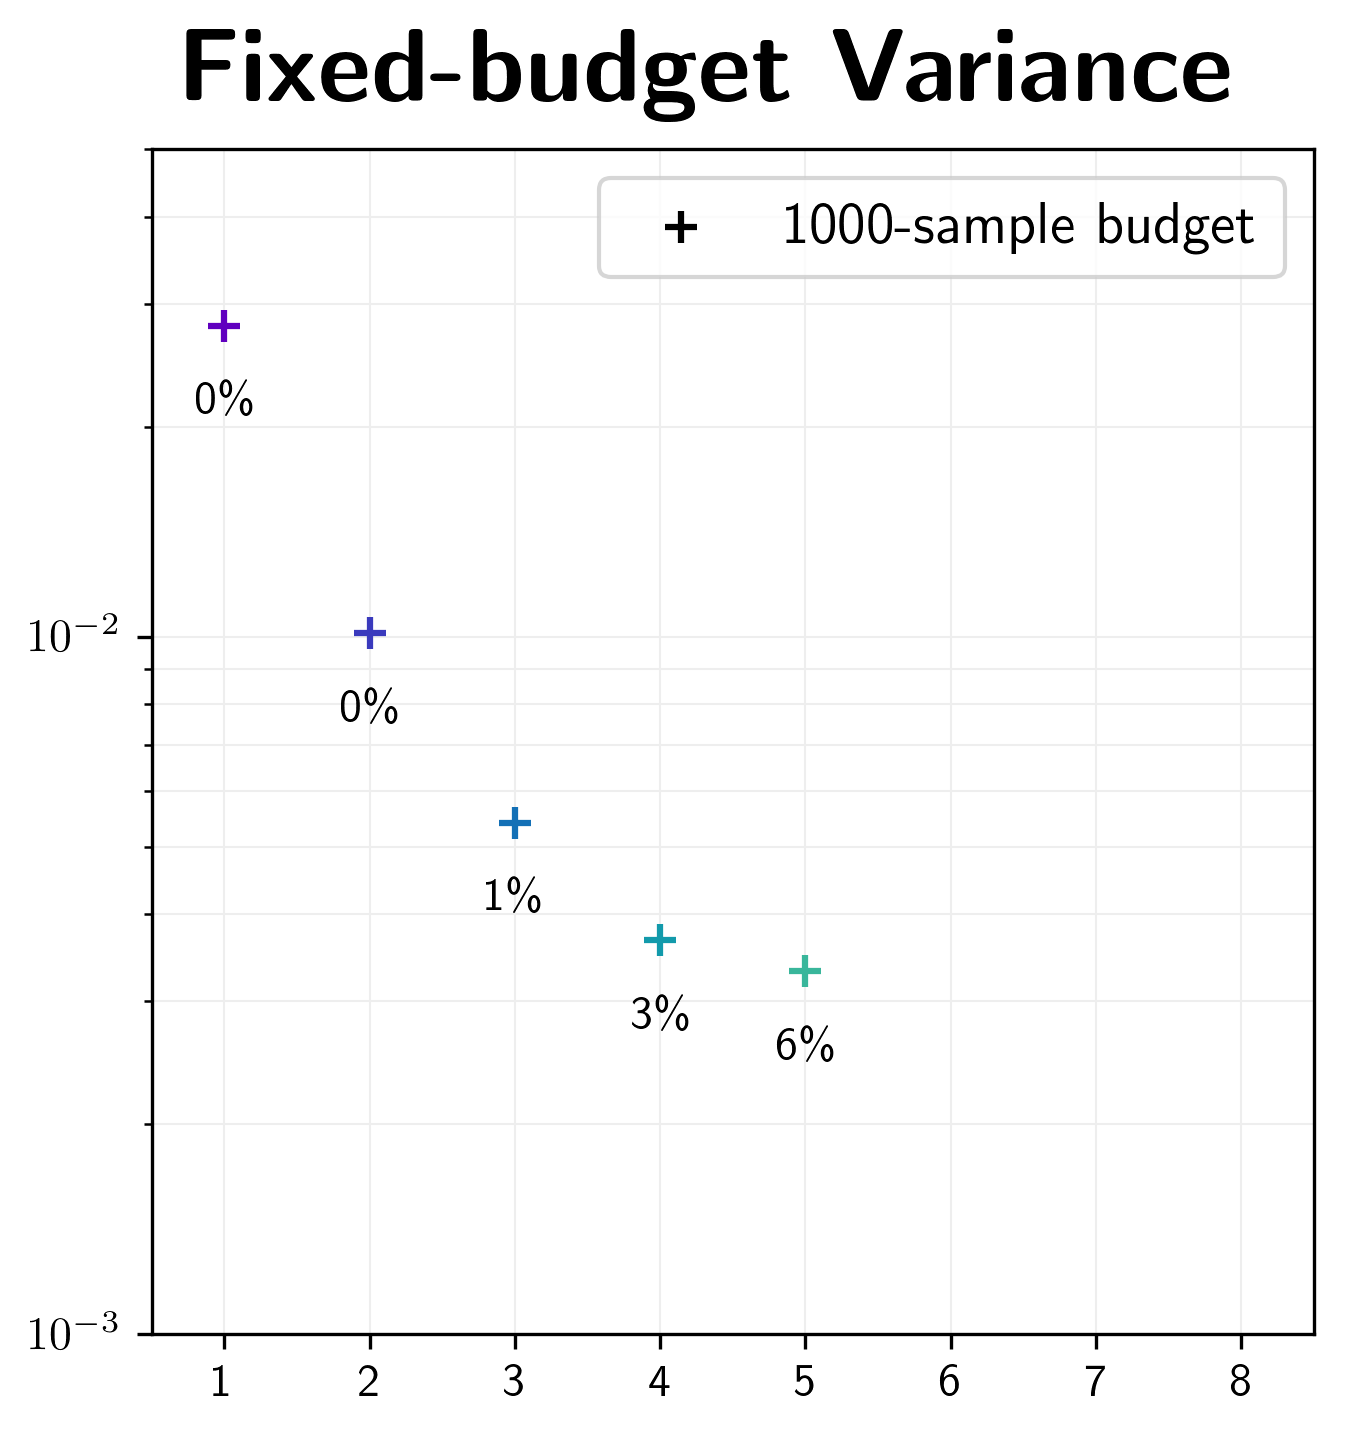 Fixed-budget Variance
1000-sample budget
0%
10⁻²
0%
1%
3%
6%
10⁻³
1 2 3 4 5 6 7 8